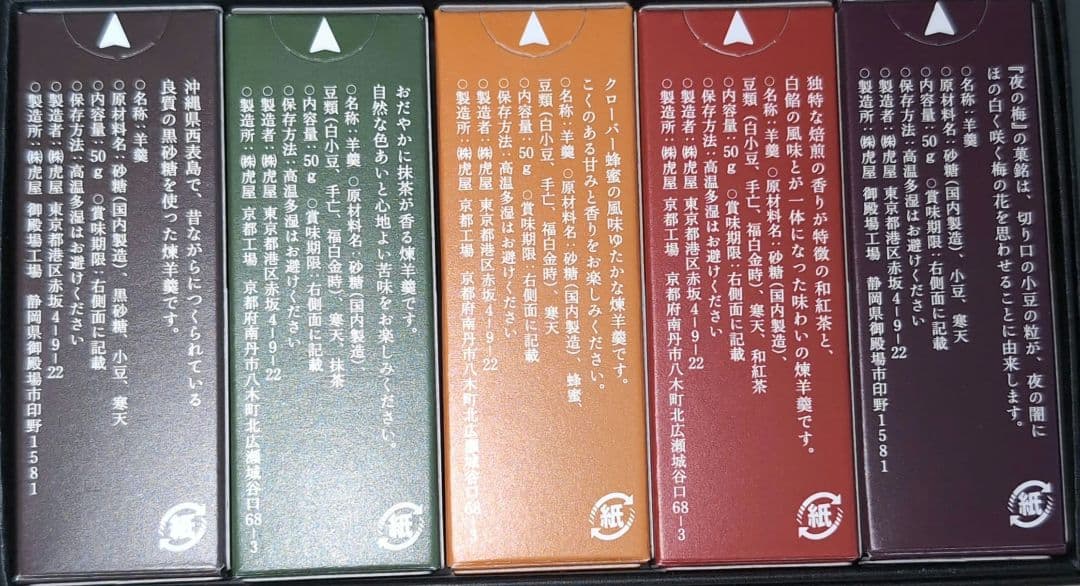 『夜の梅』の菓銘は、切り口の小豆の粒が、夜の闇に
ほの白く咲く梅の花を思わせることに由来します。
○名称：羊羹
○原材料名：砂糖（国内製造）、小豆、寒天
○内容量：50g　○賞味期限：右側面に記載
○保存方法：高温多湿はお避けください
○製造者：㈱虎屋　東京都港区赤坂4-9-22
○製造所：㈱虎屋　御殿場工場　静岡県御殿場市印野1581
紙
独特な焙煎の香りが特徴の和紅茶と、
白餡の風味とが一体になった味わいの煉羊羹です。
○名称：羊羹　○原材料名：砂糖（国内製造）、
豆類（白小豆、手亡、福白金時）、寒天、和紅茶
○内容量：50g　○賞味期限：右側面に記載
○保存方法：高温多湿はお避けください
○製造者：㈱虎屋　東京都港区赤坂4-9-22
○製造所：㈱虎屋　京都工場　京都府南丹市八木町北広瀬城谷口68-3
紙
クローバー蜂蜜の風味ゆたかな煉羊羹です。
こくのある甘みと香りをお楽しみください。
○名称：羊羹　○原材料名：砂糖（国内製造）、蜂蜜、
豆類（白小豆、手亡、福白金時）、寒天
○内容量：50g　○賞味期限：右側面に記載
○保存方法：高温多湿はお避けください
○製造者：㈱虎屋　東京都港区赤坂4-9-22
○製造所：㈱虎屋　京都工場　京都府南丹市八木町北広瀬城谷口68-3
紙
おだやかに抹茶が香る煉羊羹です。
自然な色あいと心地よい苦味をお楽しみください。
○名称：羊羹　○原材料名：砂糖（国内製造）、
豆類（白小豆、手亡、福白金時）、寒天、抹茶
○内容量：50g　○賞味期限：右側面に記載
○保存方法：高温多湿はお避けください
○製造者：㈱虎屋　東京都港区赤坂4-9-22
○製造所：㈱虎屋　京都工場　京都府南丹市八木町北広瀬城谷口68-3
紙
沖縄県西表島で、昔ながらにつくられている
良質の黒砂糖を使った煉羊羹です。
○名称：羊羹
○原材料名：砂糖（国内製造）、黒砂糖、小豆、寒天
○内容量：50g　○賞味期限：右側面に記載
○保存方法：高温多湿はお避けください
○製造者：㈱虎屋　東京都港区赤坂4-9-22
○製造所：㈱虎屋　御殿場工場　静岡県御殿場市印野1581
紙